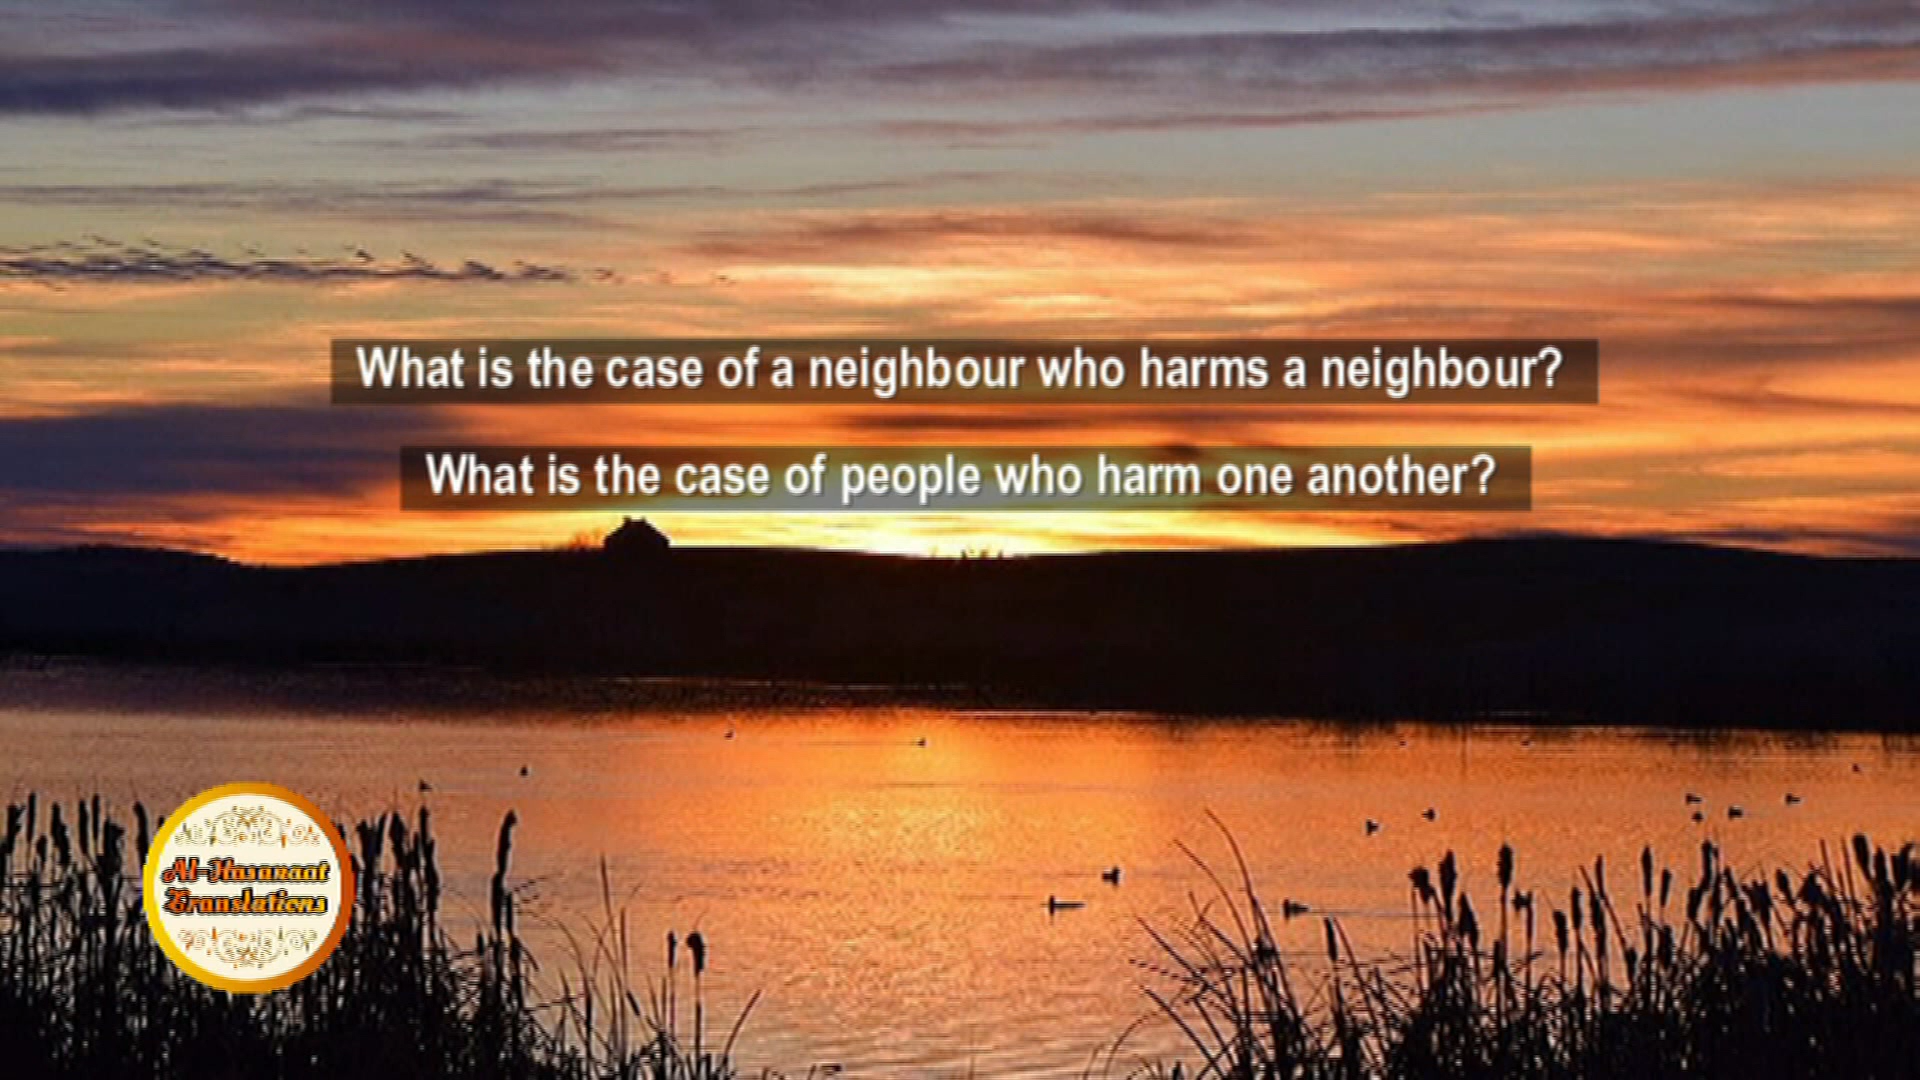 What is the case of a neighbour who harms a neighbour?
What is the case of people who harm one another?
Al-Hasanaat
Translations